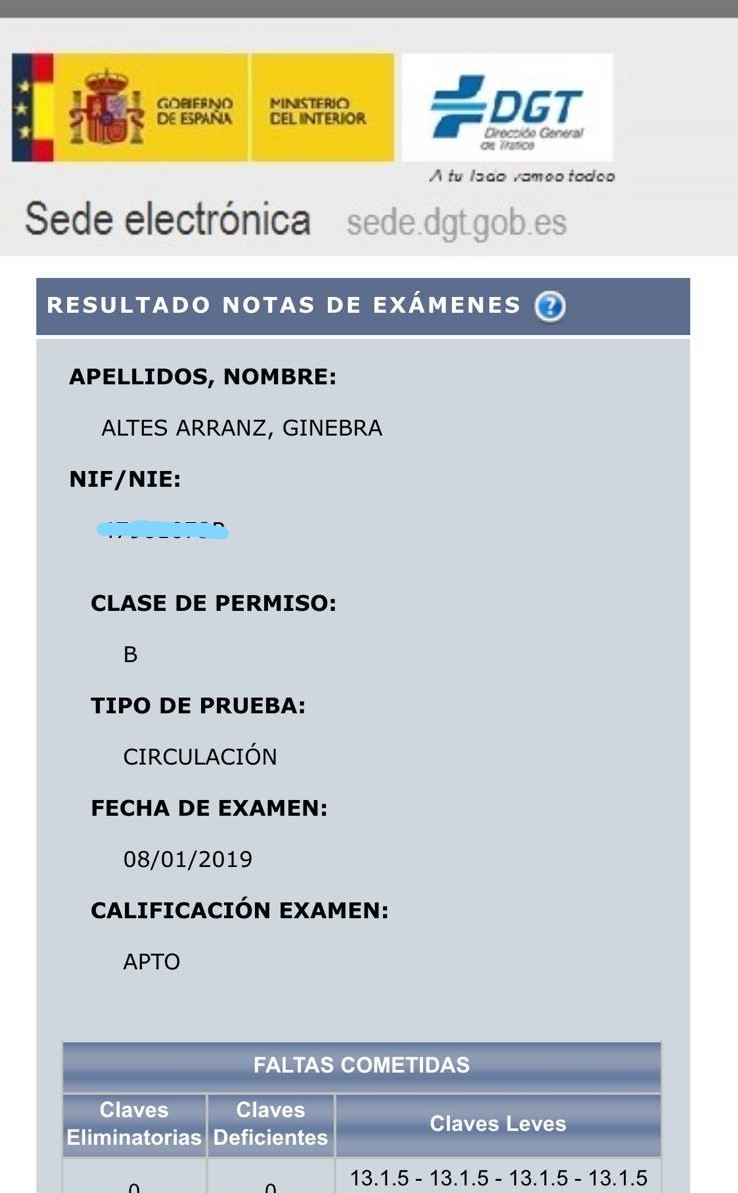 GOBIERNO
DE ESPAÑA
MINISTERIO
DEL INTERIOR
DGT
Dirección General
de Tráfico
A tu lado vamos todos
Sede electrónica sede.dgt.gob.es
RESULTADO NOTAS DE EXÁMENES ?
APELLIDOS, NOMBRE:
ALTES ARRANZ, GINEBRA
NIF/NIE:
CLASE DE PERMISO:
B
TIPO DE PRUEBA:
CIRCULACIÓN
FECHA DE EXAMEN:
08/01/2019
CALIFICACIÓN EXAMEN:
APTO
FALTAS COMETIDAS
Claves
Eliminatorias
Claves
Deficientes
Claves Leves
0
0
13.1.5 - 13.1.5 - 13.1.5 - 13.1.5